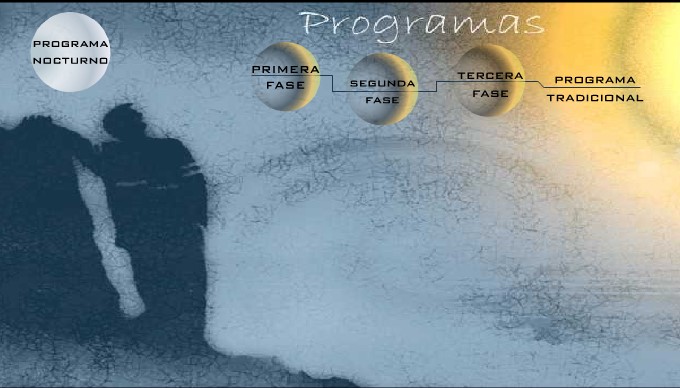 Programas
PROGRAMA
NOCTURNO
PRIMERA
FASE
SEGUNDA
FASE
TERCERA
FASE
PROGRAMA
TRADICIONAL